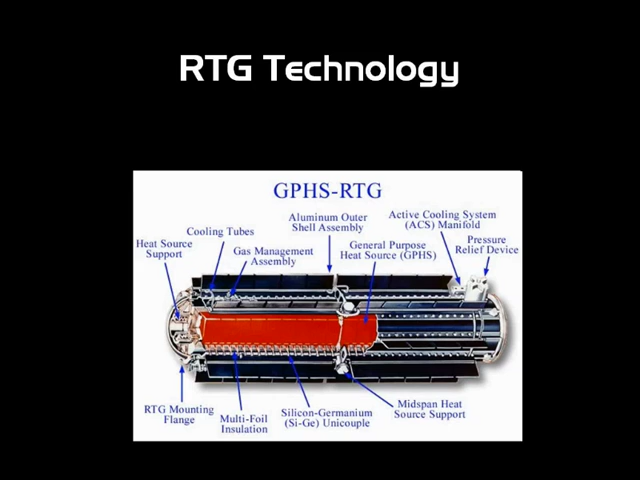 RTG Technology
GPHS-RTG
Aluminum Outer
Shell Assembly
Active Cooling System
(ACS) Manifold
Cooling Tubes
Pressure
Relief Device
Heat Source
Support
Gas Management
Assembly
General Purpose
Heat Source (GPHS)
RTG Mounting
Flange
Multi-Foil
Insulation
Silicon-Germanium
(Si-Ge) Unicouple
Midspan Heat
Source Support